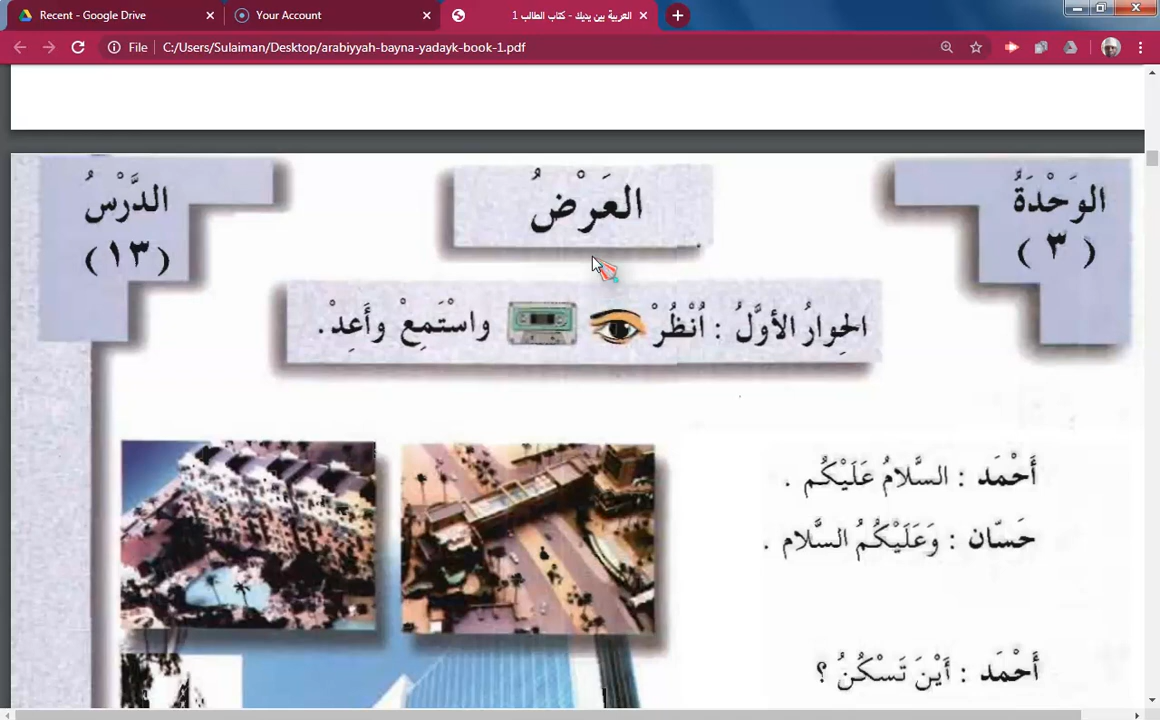 Recent - Google Drive
Your Account
العربية بين يديك - كتاب الطالب 1
File | C:/Users/Sulaiman/Desktop/arabiyyah-bayna-yadayk-book-1.pdf
الوَحْدَةُ
(٣)
العَرْضُ
الدَّرْسُ
(١٣)
الحِوارُ الأوَّلُ : اُنْظُرْ واسْتَمِعْ وأَعِدْ.
أَحْمَد : السَّلامُ عَلَيْكُم .
حَسّان : وَعَلَيْكُمُ السَّلام .
أَحْمَد : أَيْنَ تَسْكُنُ ؟